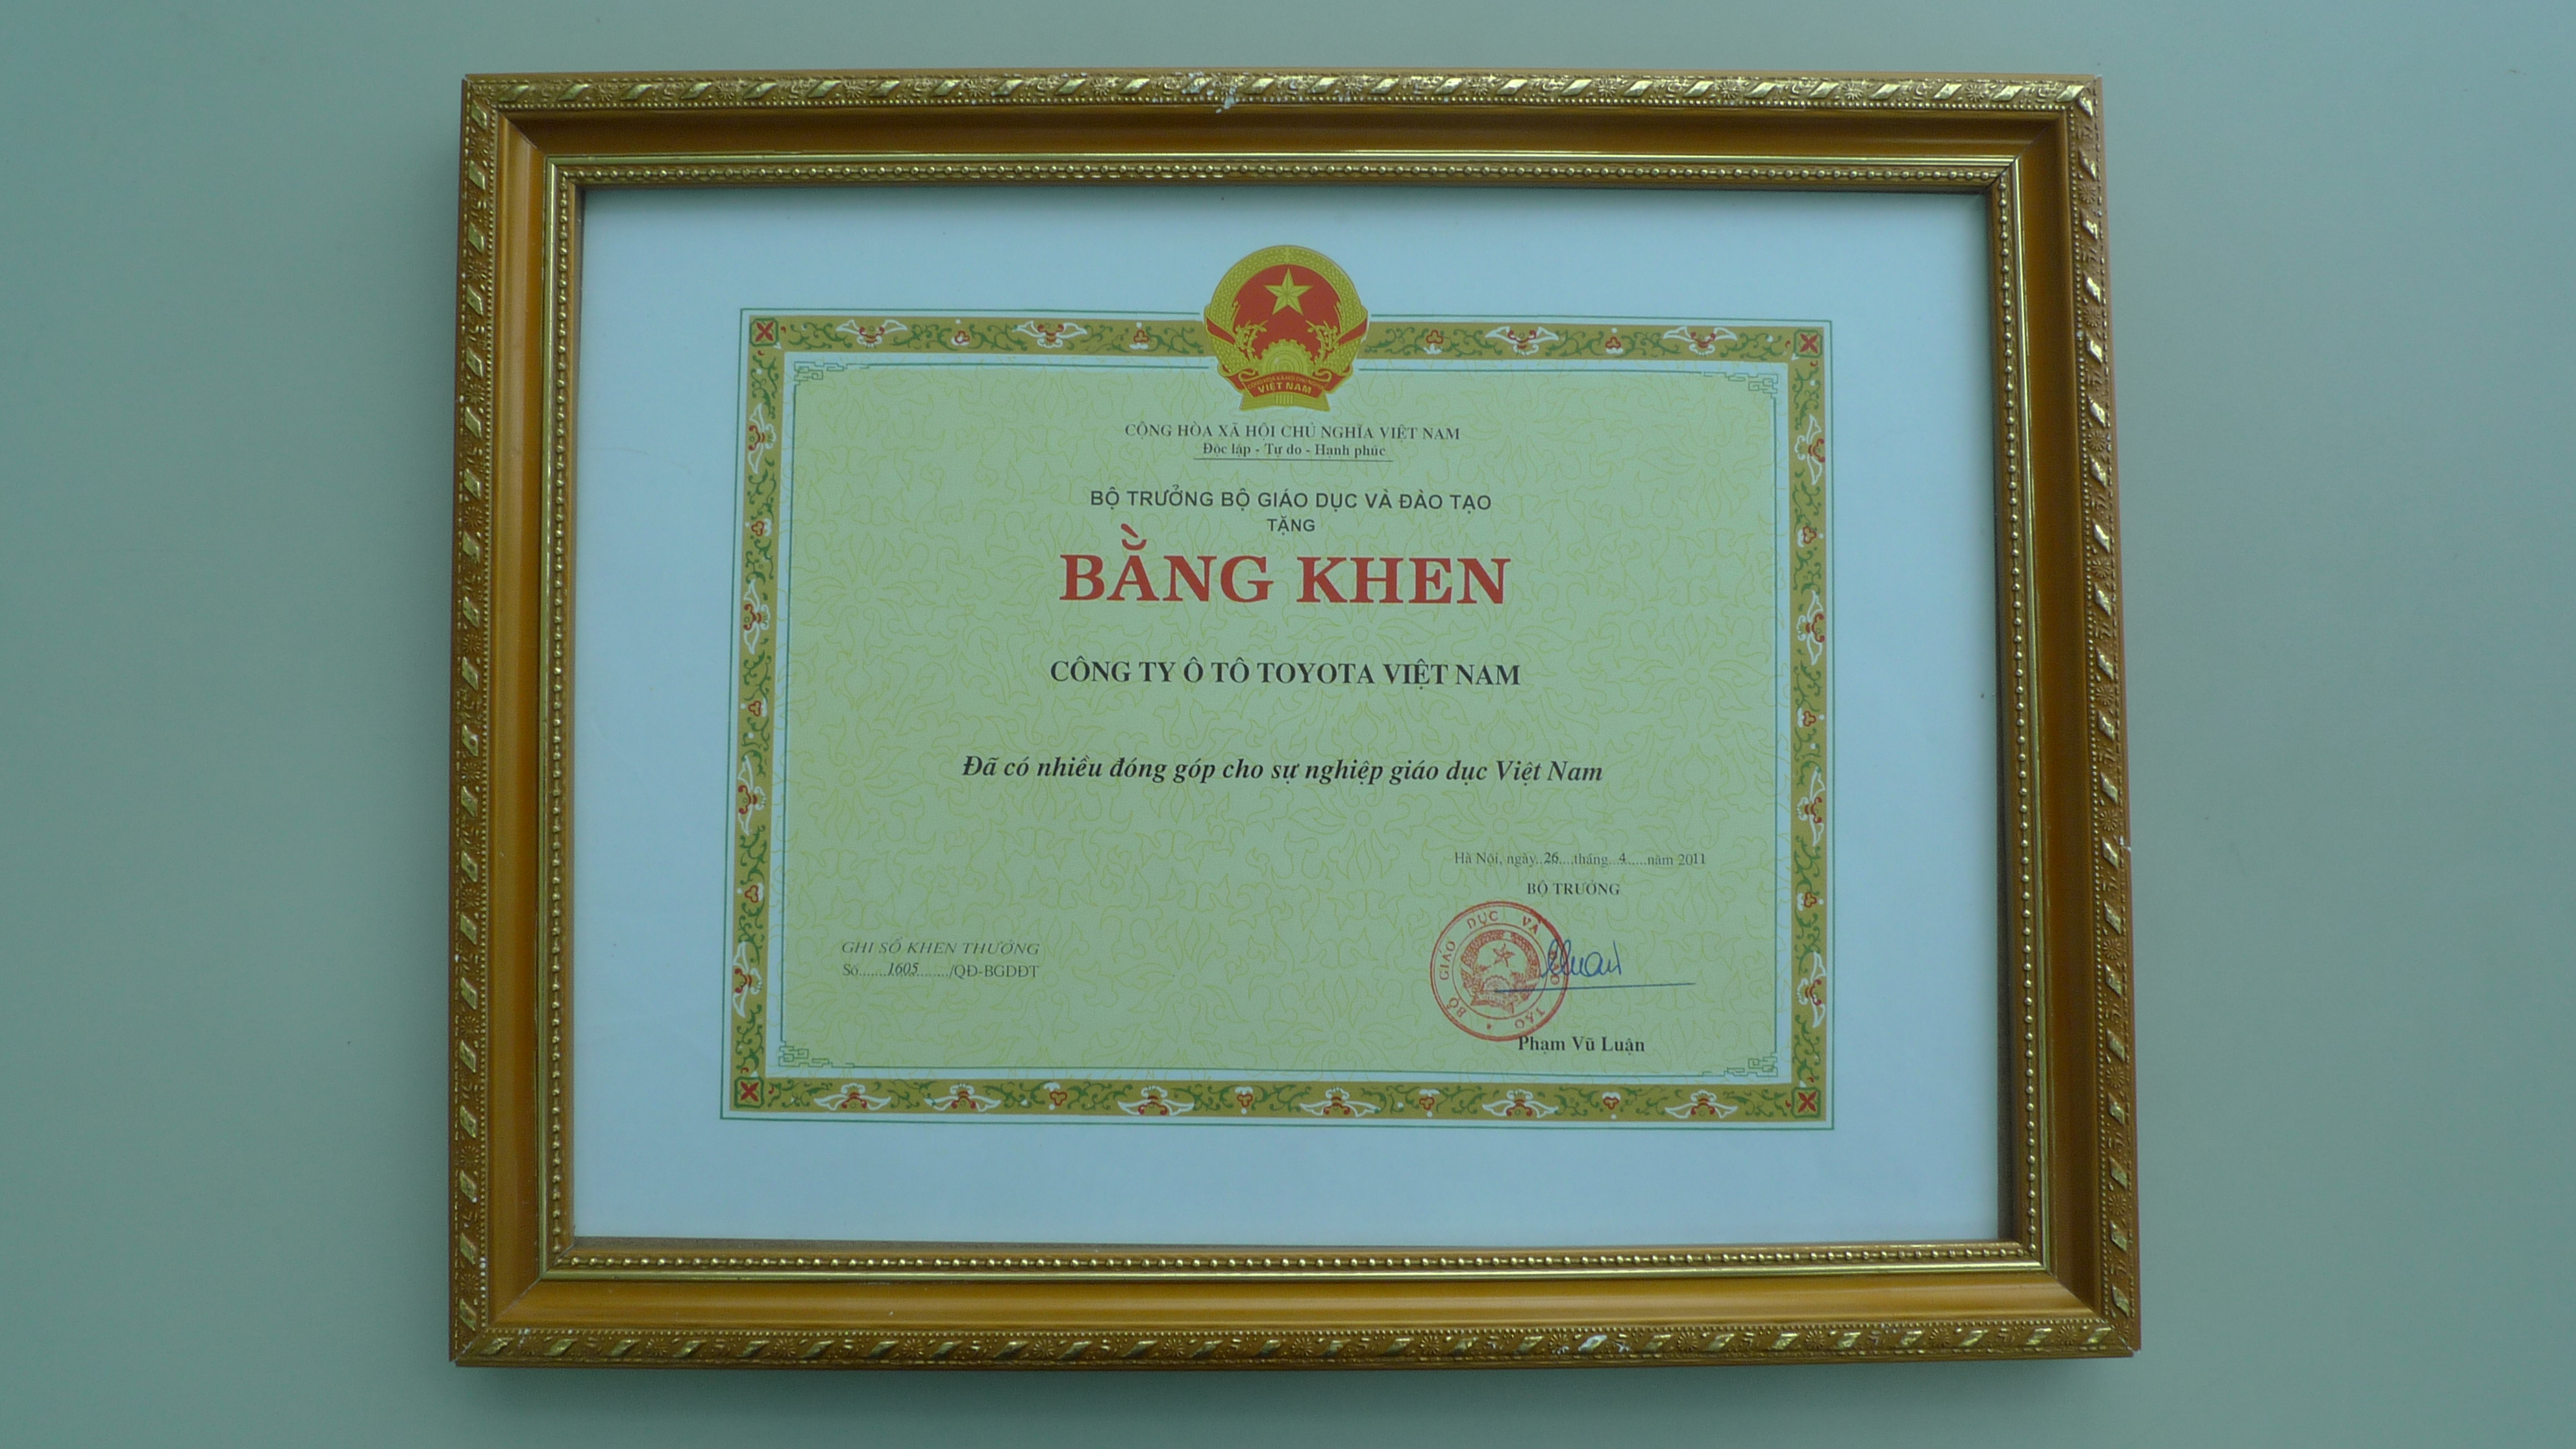 VIỆT NAM
CỘNG HÒA XÃ HỘI CHỦ NGHĨA VIỆT NAM
Độc lập - Tự do - Hạnh phúc
BỘ TRƯỞNG BỘ GIÁO DỤC VÀ ĐÀO TẠO
TẶNG
BẰNG KHEN
CÔNG TY Ô TÔ TOYOTA VIỆT NAM
Đã có nhiều đóng góp cho sự nghiệp giáo dục Việt Nam
Hà Nội, ngày..26....tháng...4......năm 2011
BỘ TRƯỞNG
GHI SỔ KHEN THƯỞNG
Số.......1605......../QĐ-BGDĐT
BỘ GIÁO DỤC VÀ ĐÀO TẠO
Phạm Vũ Luận